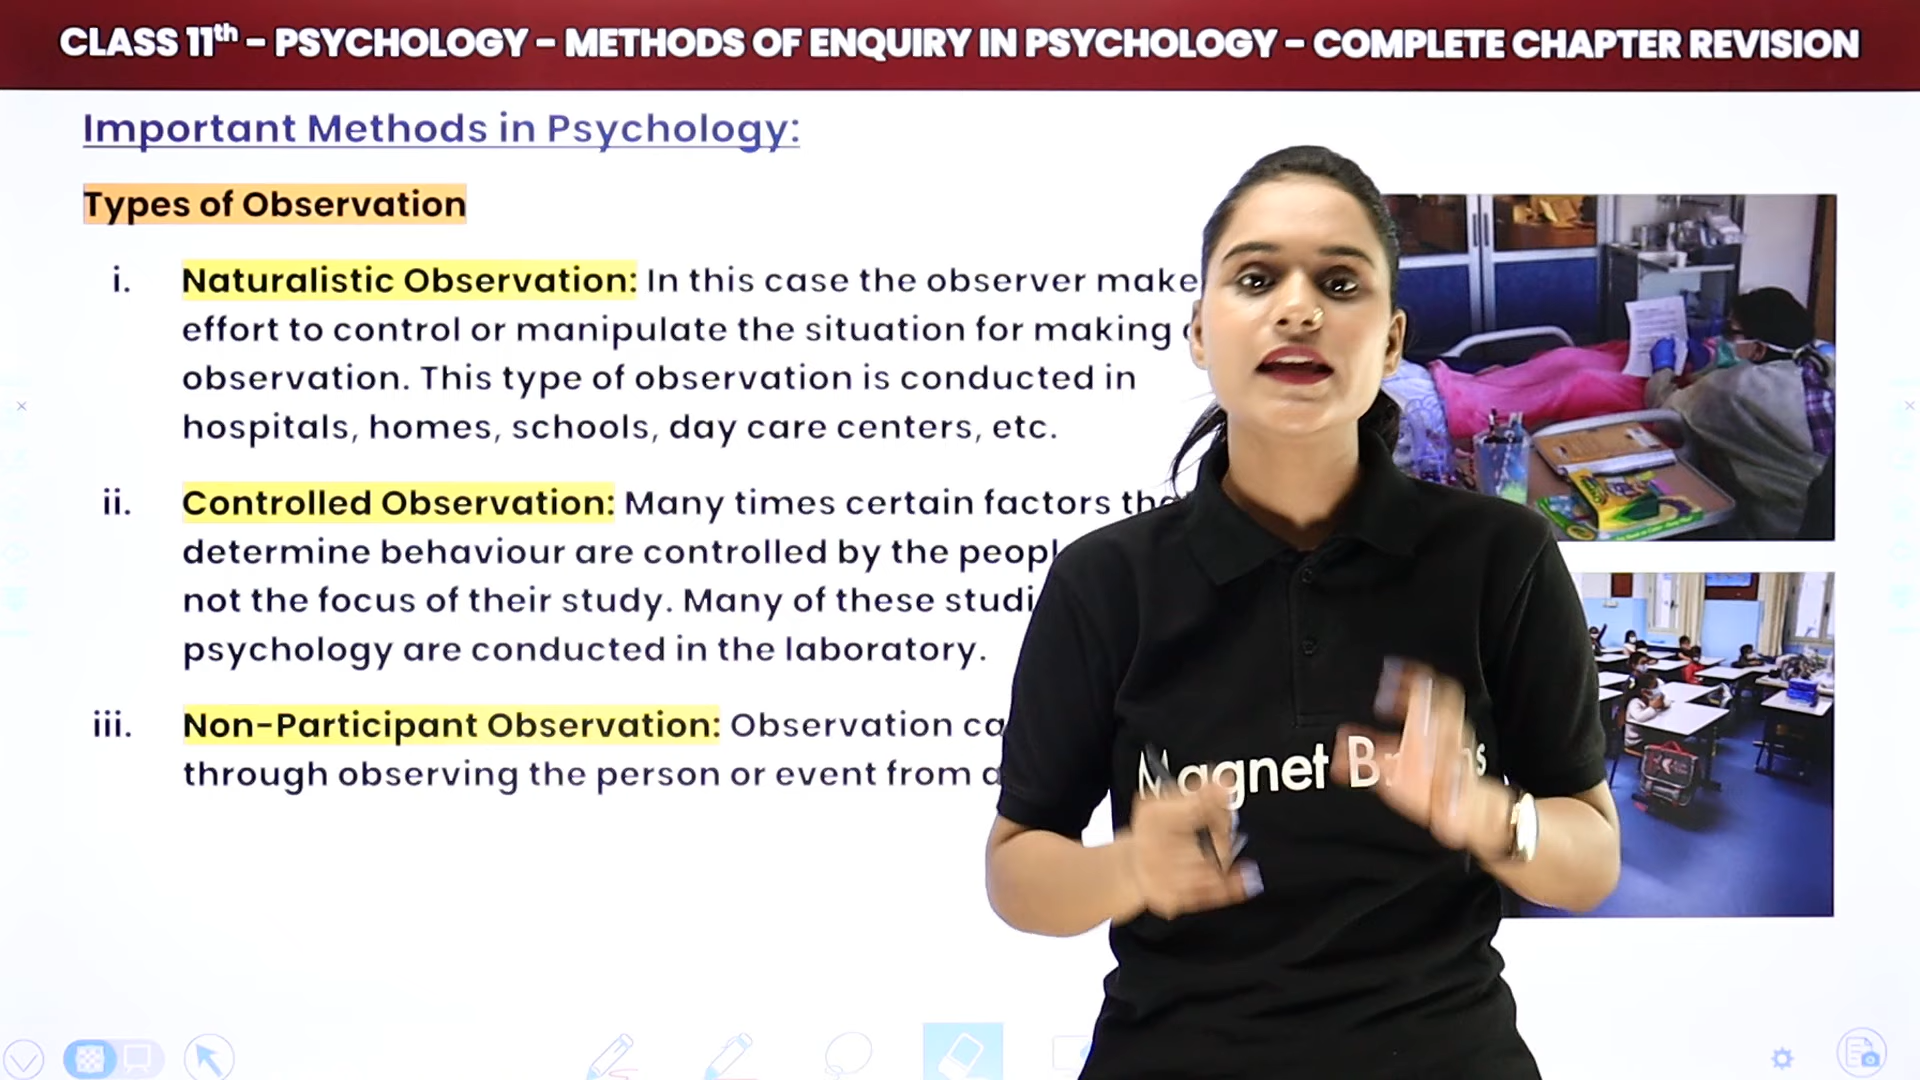 CLASS 11th – PSYCHOLOGY – METHODS OF ENQUIRY IN PSYCHOLOGY – COMPLETE CHAPTER REVISION
Important Methods in Psychology:
Types of Observation
i. Naturalistic Observation: In this case the observer make
effort to control or manipulate the situation for making
observation. This type of observation is conducted in
hospitals, homes, schools, day care centers, etc.
ii. Controlled Observation: Many times certain factors
determine behaviour are controlled by the
not the focus of their study. Many of these
psychology are conducted in the laboratory.
iii. Non-Participant Observation: Observation
through observing the person or event from
Magnet